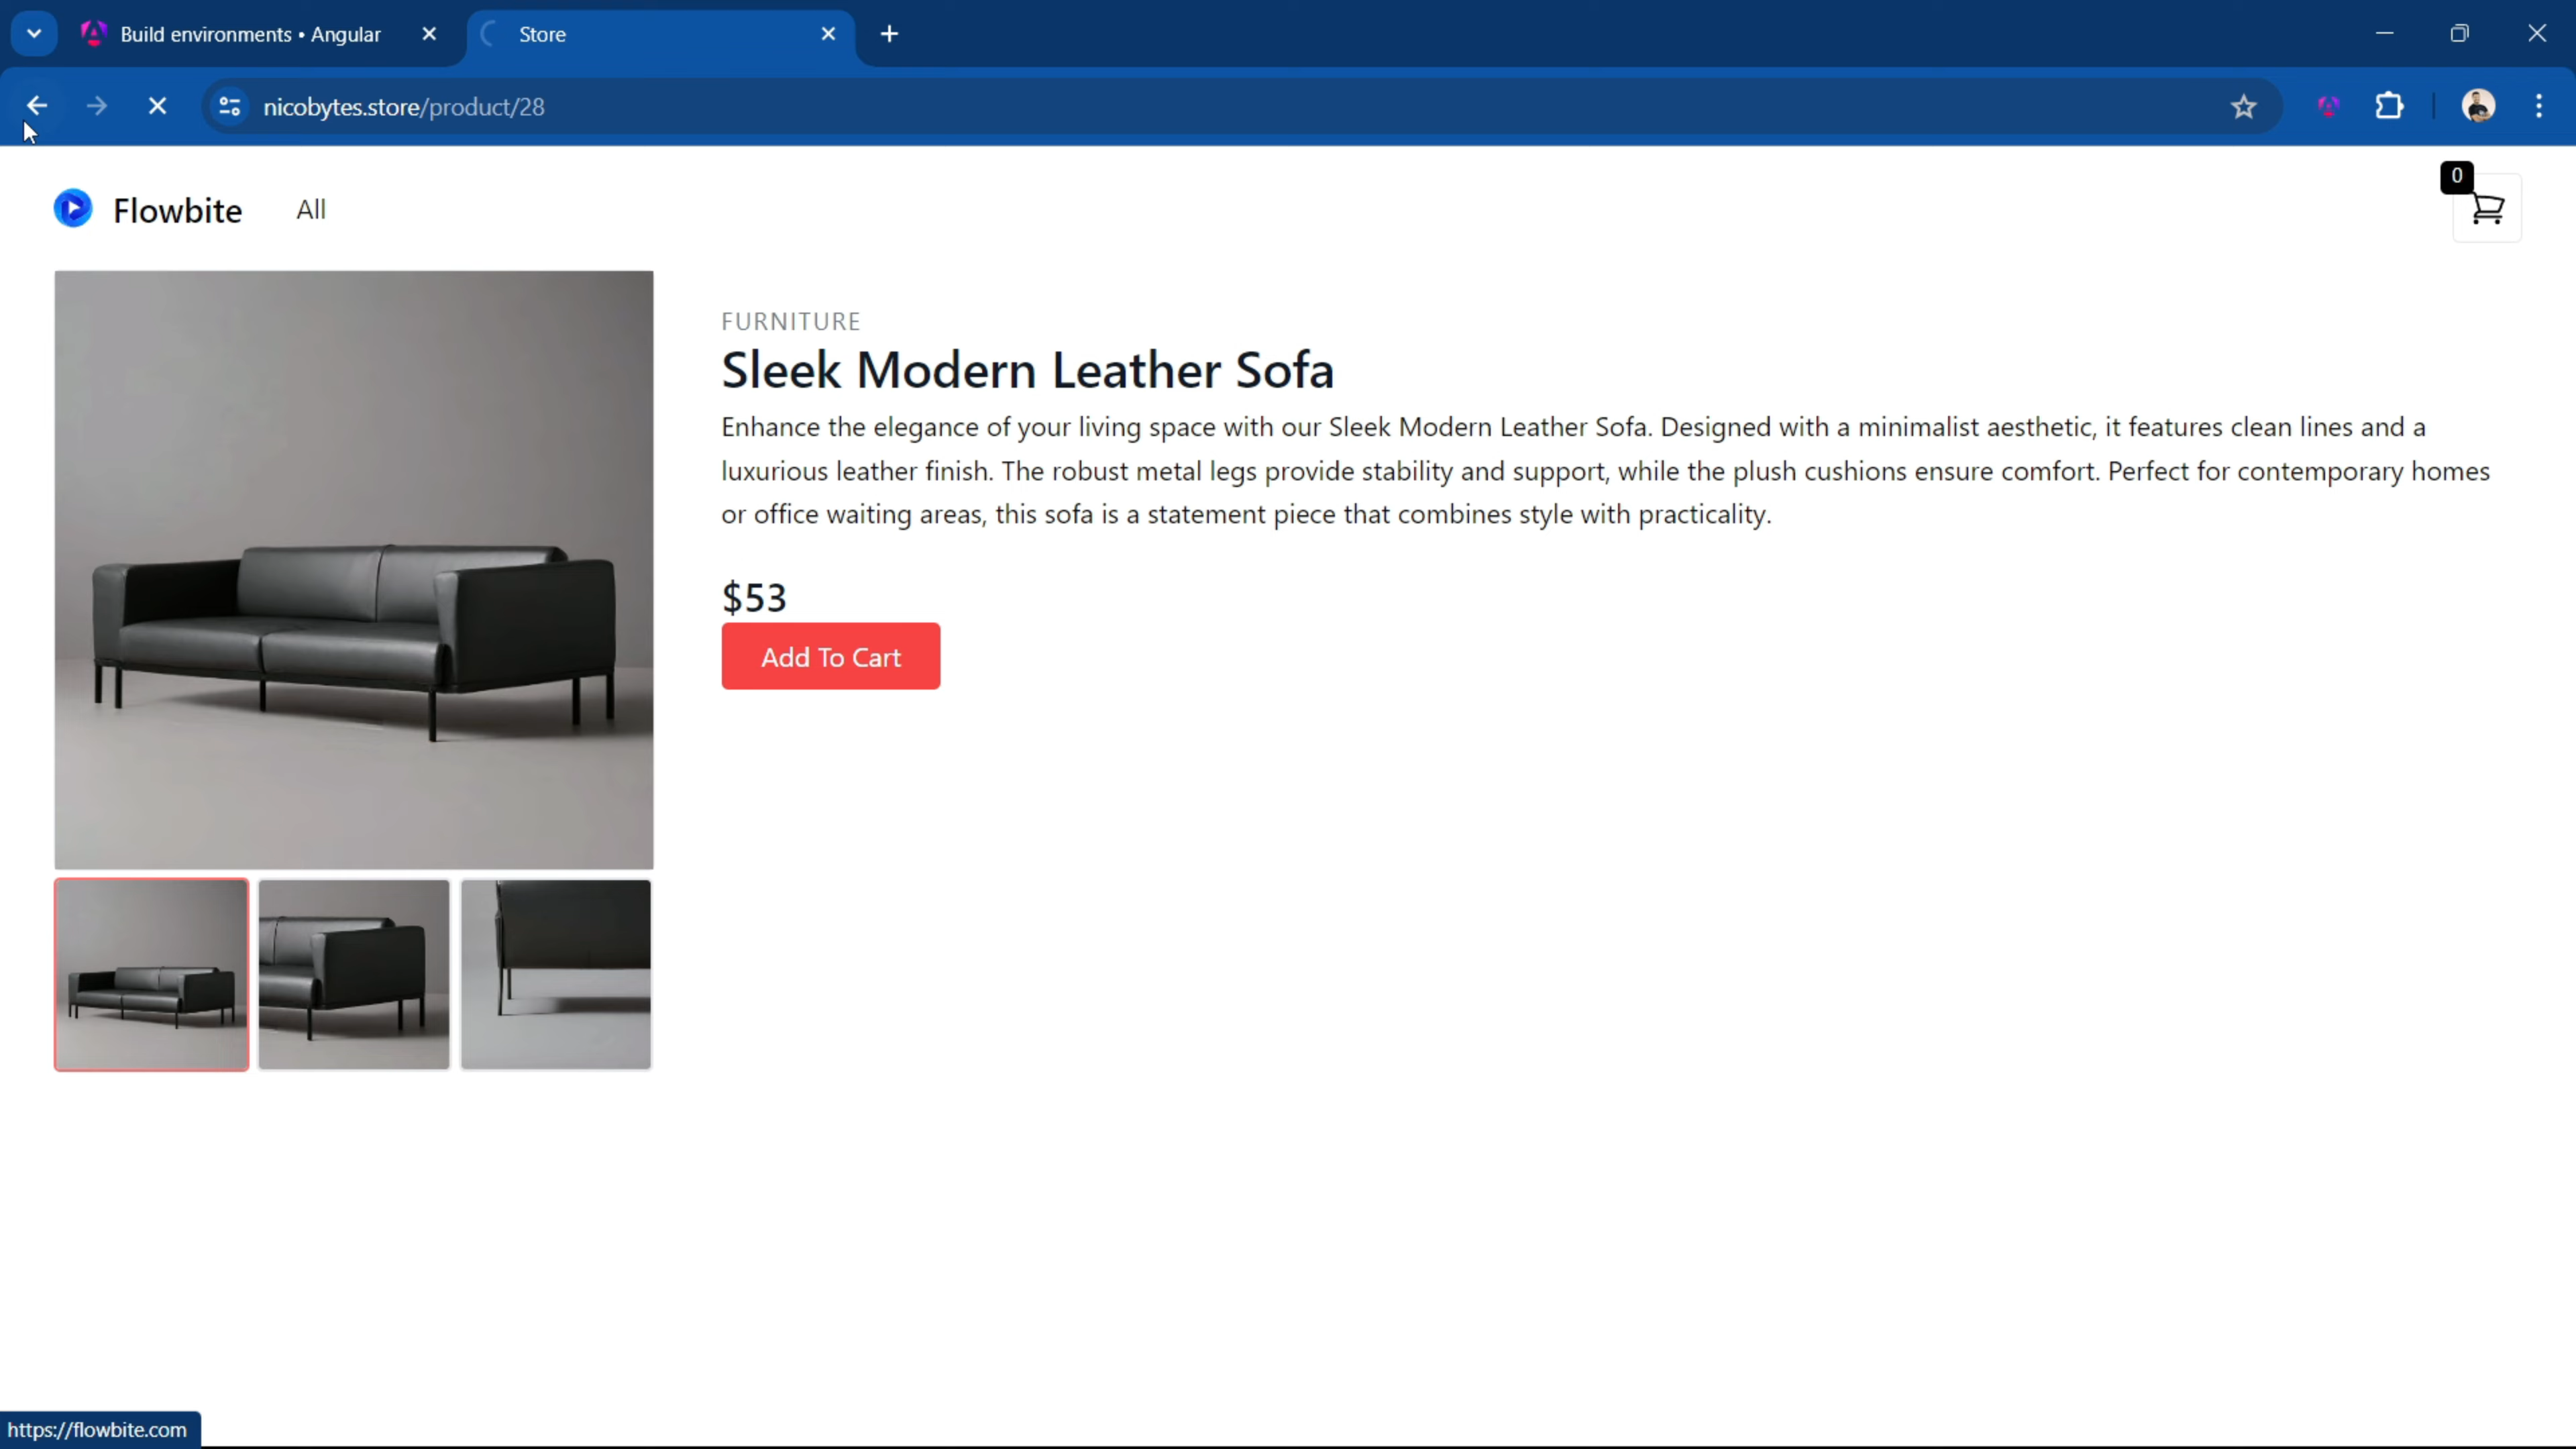 Build environments • Angular
Store
nicobytes.store/product/28
Flowbite
All
0
FURNITURE
Sleek Modern Leather Sofa
Enhance the elegance of your living space with our Sleek Modern Leather Sofa. Designed with a minimalist aesthetic, it features clean lines and a
luxurious leather finish. The robust metal legs provide stability and support, while the plush cushions ensure comfort. Perfect for contemporary homes
or office waiting areas, this sofa is a statement piece that combines style with practicality.
$53
Add To Cart
https://flowbite.com